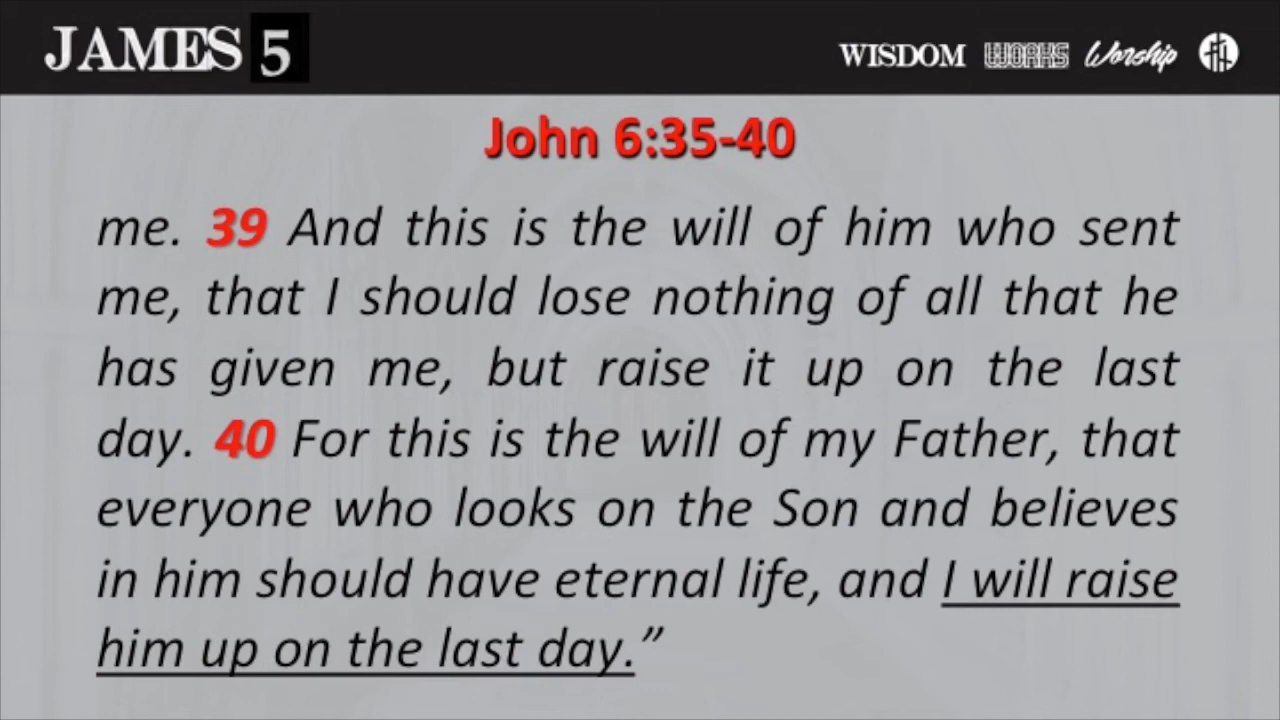 JAMES 5
WISDOM WORKS Worship
John 6:35-40
me. 39 And this is the will of him who sent
me, that I should lose nothing of all that he
has given me, but raise it up on the last
day. 40 For this is the will of my Father, that
everyone who looks on the Son and believes
in him should have eternal life, and I will raise
him up on the last day.”